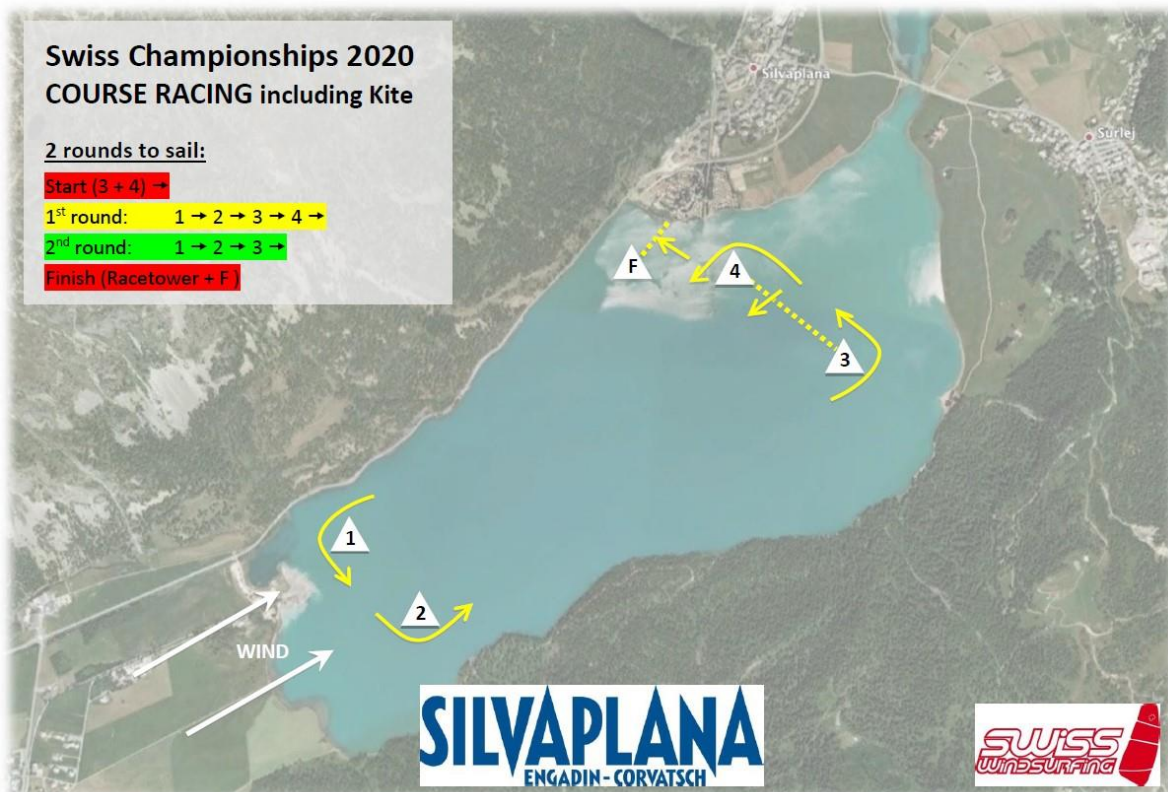 Swiss Championships 2020
COURSE RACING including Kite
2 rounds to sail:
Start (3 + 4) →
1st round: 1 → 2 → 3 → 4 →
2nd round: 1 → 2 → 3 →
Finish (Racetower + F )
Silvaplana
Surlej
F
4
3
1
2
WIND
SILVAPLANA
ENGADIN-CORVATSCH
SWISS
WINDSURFING